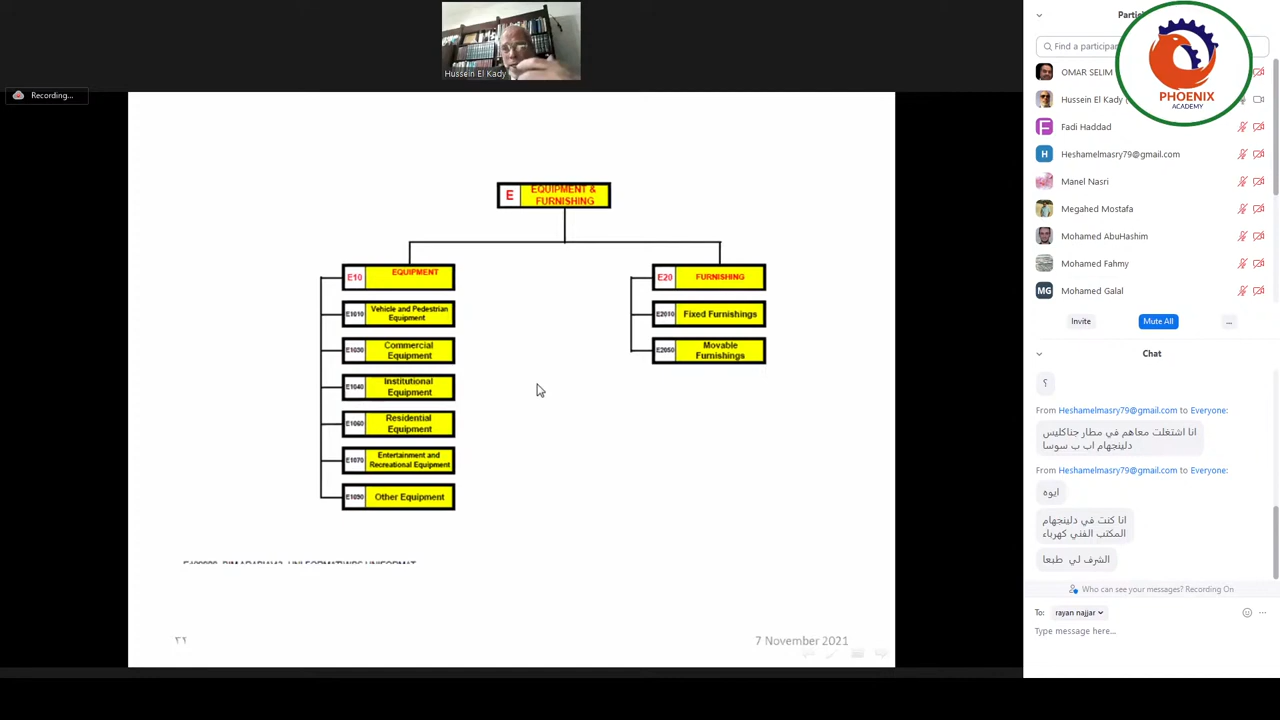 Hussein El Kady
Recording...
E
EQUIPMENT &
FURNISHING
E10
EQUIPMENT
E1010
Vehicle and Pedestrian
Equipment
E1030
Commercial
Equipment
E1040
Institutional
Equipment
E1060
Residential
Equipment
E1070
Entertainment and
Recreational Equipment
E1090
Other Equipment
E20
FURNISHING
E2010
Fixed Furnishings
E2050
Movable
Furnishings
٢٢
7 November 2021
PHOENIX
ACADEMY
Find a participa
OMAR SELIM
Hussein El Kady
Fadi Haddad
H
Heshamelmasry79@gmail.com
Manel Nasri
Megahed Mostafa
Mohamed AbuHashim
Mohamed Fahmy
MG
Mohamed Galal
Invite
Mute All
...
Chat
؟
From Heshamelmasry79@gmail.com to Everyone:
انا اشتغلت معاهم في مطار جناكليس
دلينجهام اب ب سوسا
From Heshamelmasry79@gmail.com to Everyone:
ايوه
انا كنت في دلينجهام
المكتب الفني كهرباء
الشرف لي طبعا
Who can see your messages? Recording On
To: rayan najjar
Type message here...